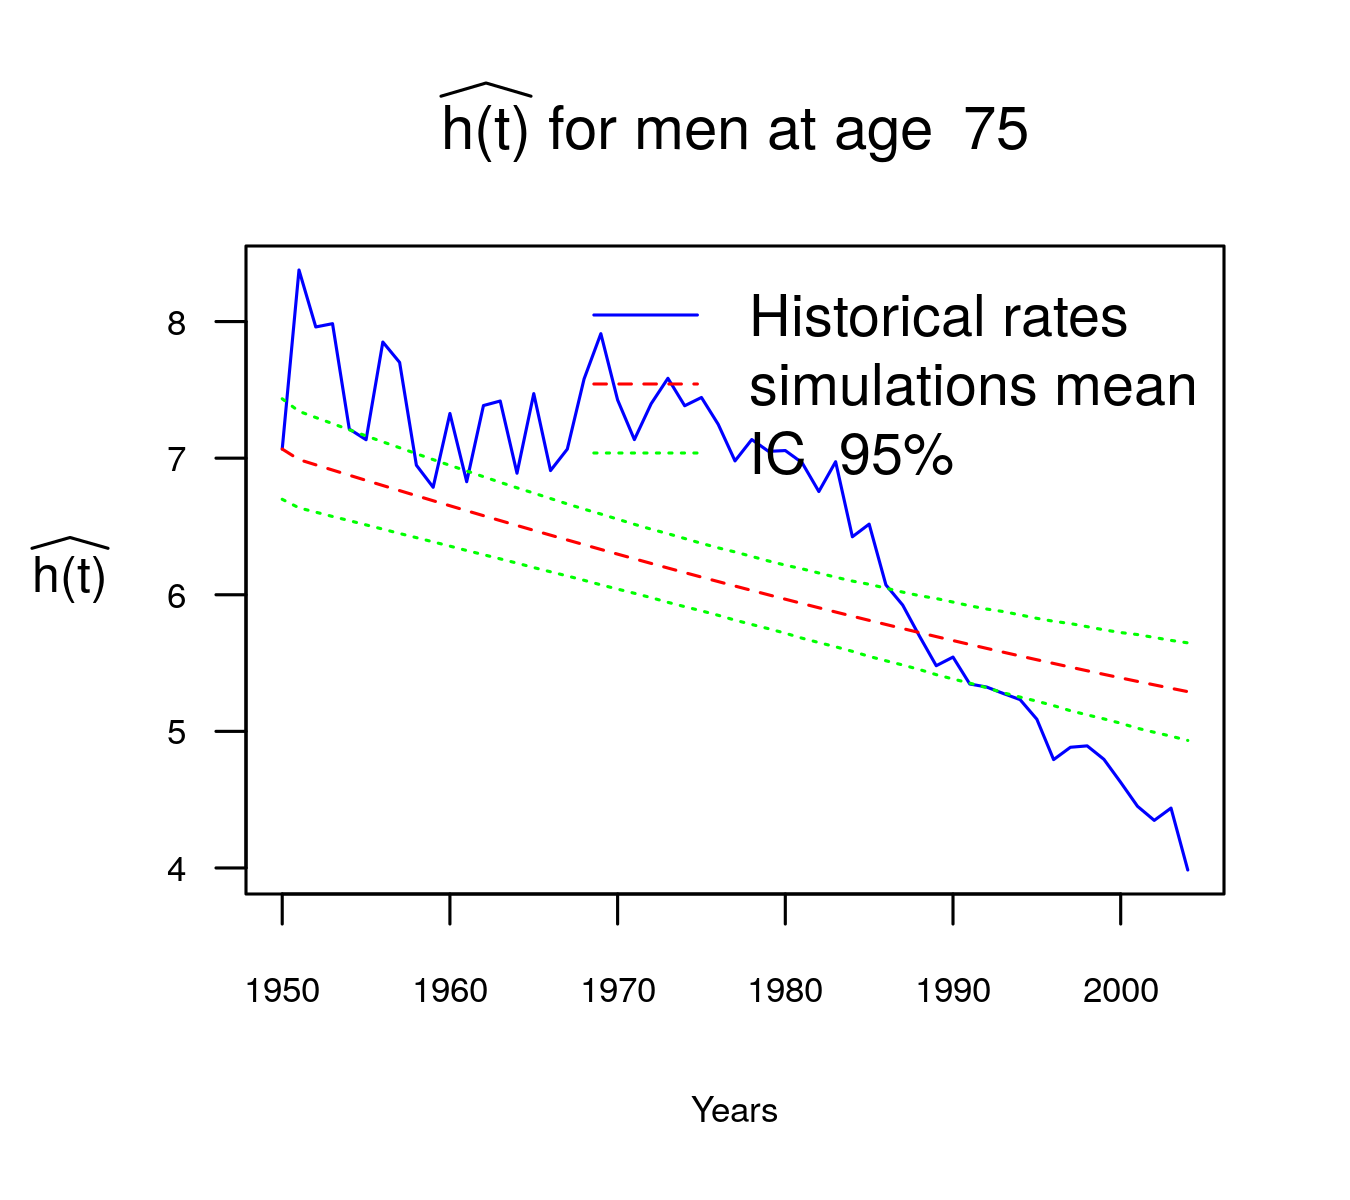 h(t) for men at age 75
Historical rates
simulations mean
IC 95%
h(t)
8
7
6
5
4
1950 1960 1970 1980 1990 2000
Years